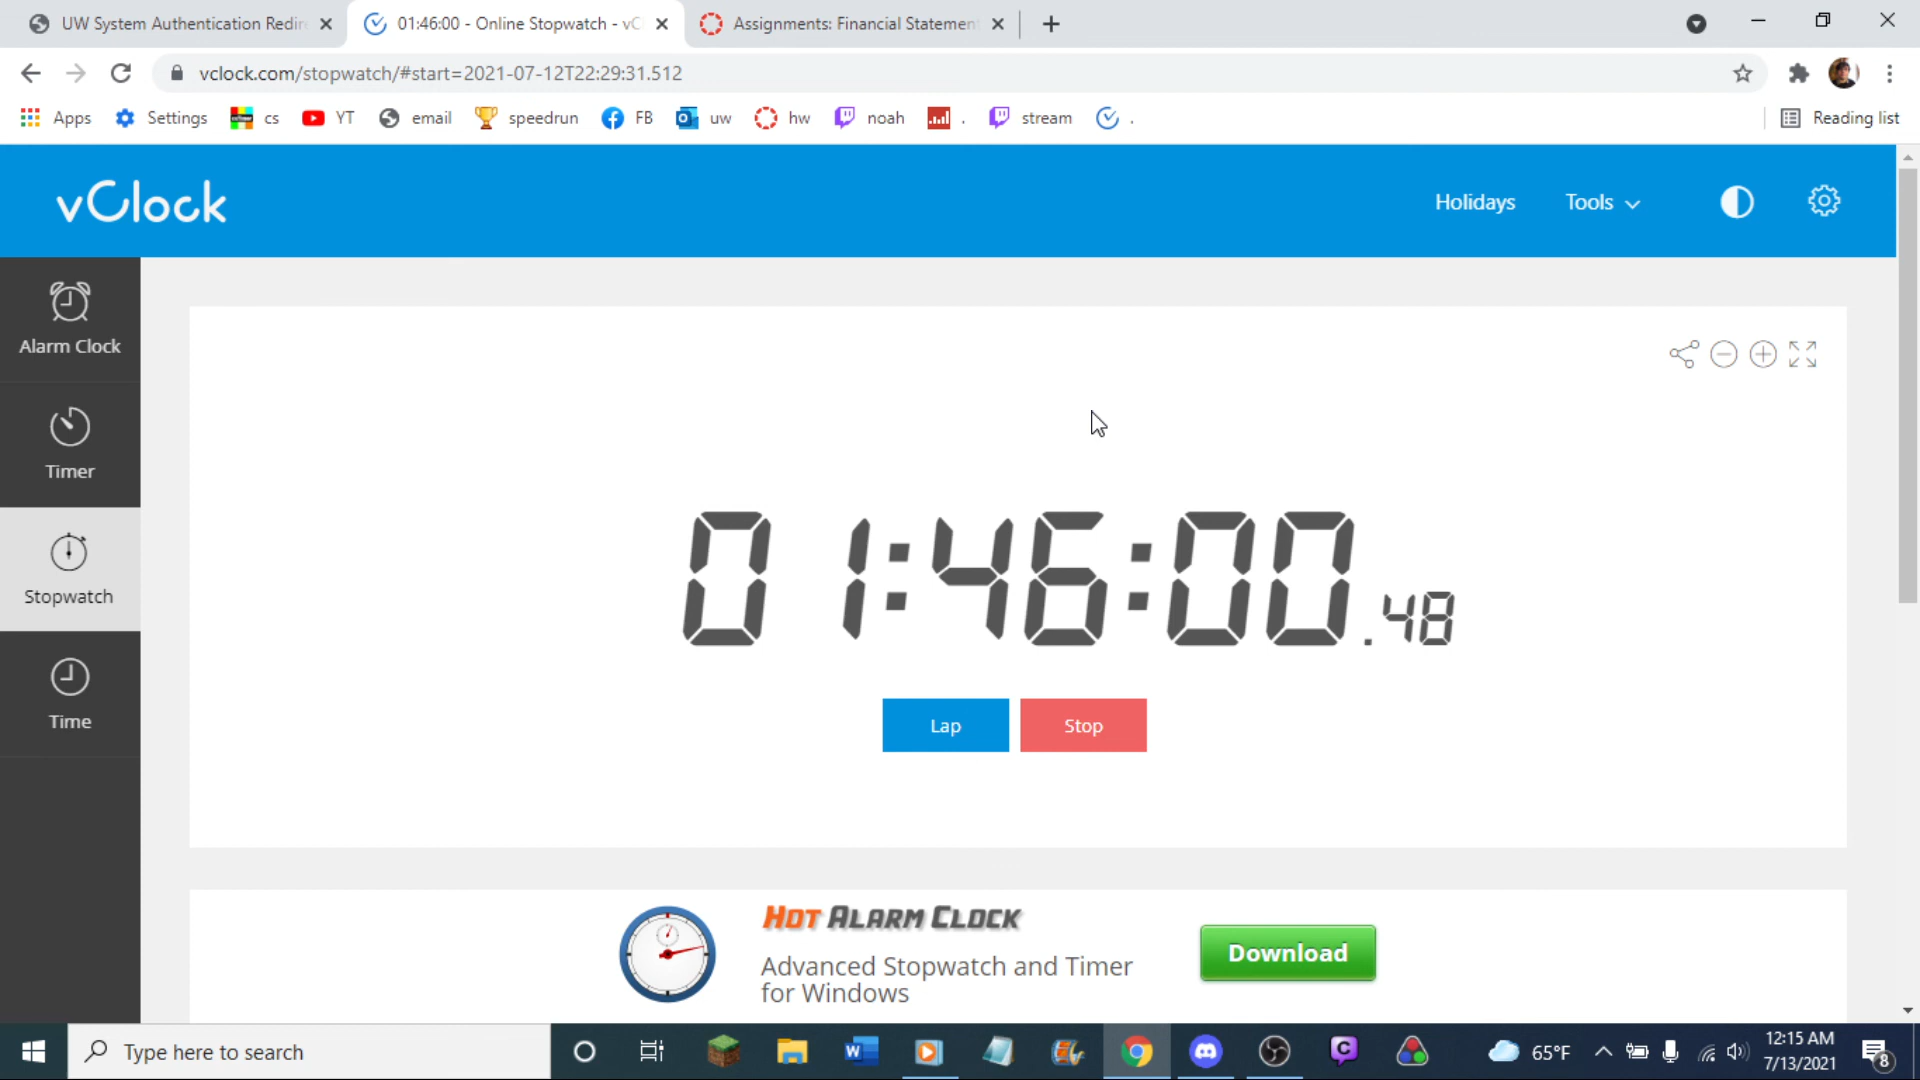 UW System Authentication Redire
01:46:00 - Online Stopwatch - vC
Assignments: Financial Statemen
vclock.com/stopwatch/#start=2021-07-12T22:29:31.512
Apps
Settings
cs
YT
email
speedrun
FB
uw
hw
noah
.
stream
.
Reading list
vClock
Holidays
Tools
Alarm Clock
Timer
Stopwatch
Time
01:46:00.48
Lap
Stop
HOT ALARM CLOCK
Advanced Stopwatch and Timer
for Windows
Download
Type here to search
65°F
12:15 AM
7/13/2021
8